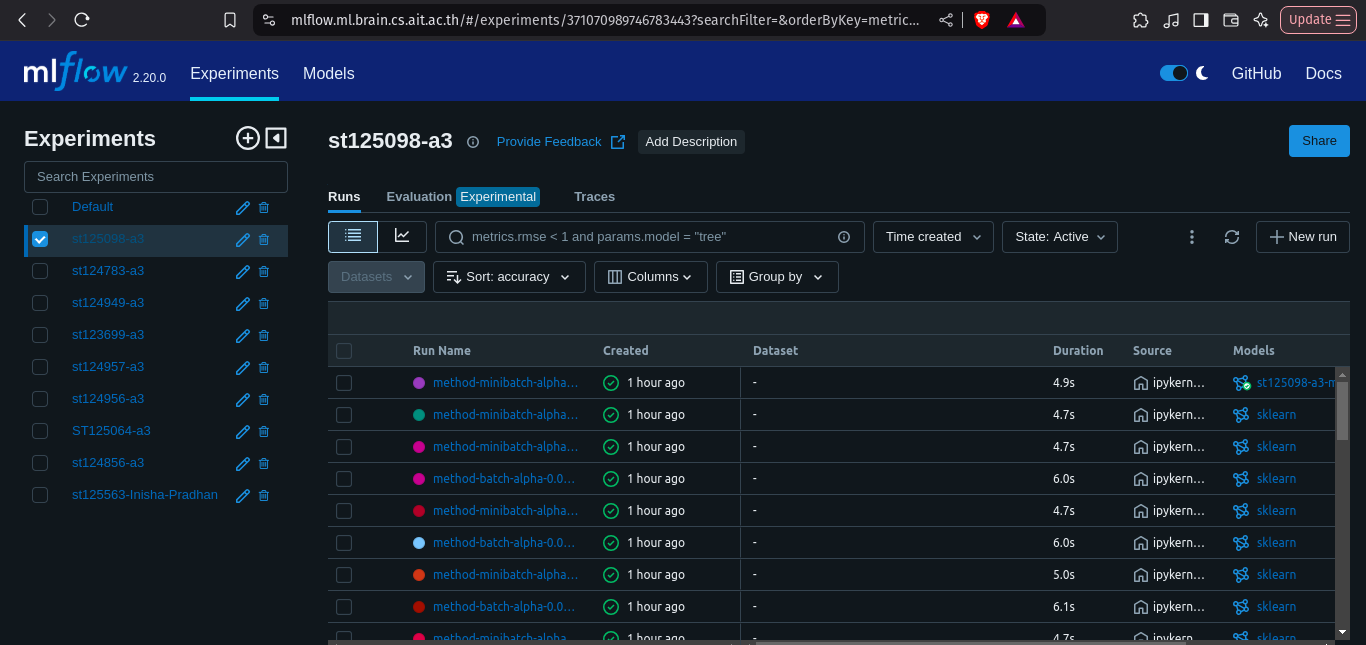 mlflow.ml.brain.cs.ait.ac.th/#/experiments/371070989746783443?searchFilter=&orderByKey=metric...
Update
mlflow 2.20.0 Experiments Models GitHub Docs
Experiments
Search Experiments
Default
st125098-a3
st124783-a3
st124949-a3
st123699-a3
st124957-a3
st124956-a3
ST125064-a3
st124856-a3
st125563-Inisha-Pradhan
st125098-a3 Provide Feedback Add Description Share
Runs Evaluation Experimental Traces
metrics.rmse < 1 and params.model = "tree" Time created State: Active New run
Datasets Sort: accuracy Columns Group by
Run Name Created Dataset Duration Source Models
method-minibatch-alpha... 1 hour ago - 4.9s ipykern... st125098-a3-m
method-minibatch-alpha... 1 hour ago - 4.7s ipykern... sklearn
method-minibatch-alpha... 1 hour ago - 4.7s ipykern... sklearn
method-batch-alpha-0.0... 1 hour ago - 6.0s ipykern... sklearn
method-minibatch-alpha... 1 hour ago - 4.7s ipykern... sklearn
method-batch-alpha-0.0... 1 hour ago - 6.0s ipykern... sklearn
method-minibatch-alpha... 1 hour ago - 5.0s ipykern... sklearn
method-batch-alpha-0.0... 1 hour ago - 6.1s ipykern... sklearn
method-minibatch-alpha... 1 hour ago - 4.7s ipykern... sklearn